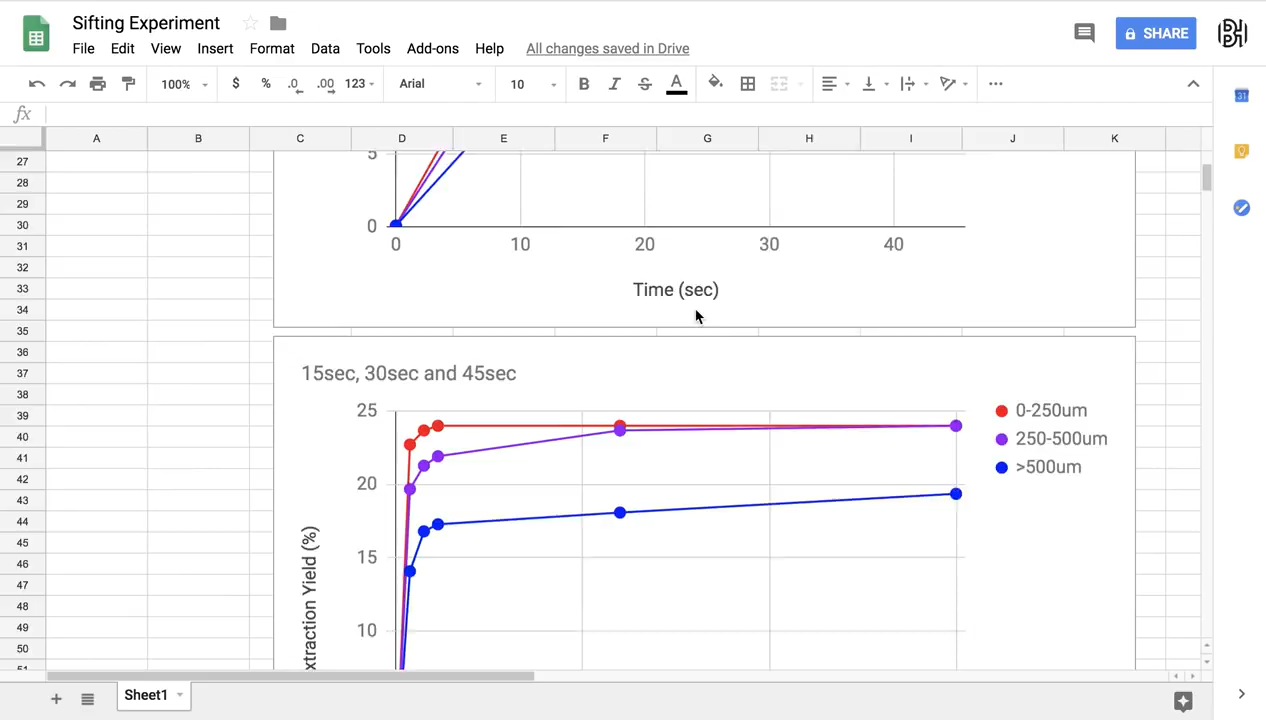 Sifting Experiment
File Edit View Insert Format Data Tools Add-ons Help All changes saved in Drive
SHARE
100% $ % .0 .00 123 Arial 10 B I S A
31
fx
A B C D E F G H I J K
27
28
29
30
31
32
33
34
35
36
37
38
39
40
41
42
43
44
45
46
47
48
49
50
51
5
0
0 10 20 30 40
Time (sec)
15sec, 30sec and 45sec
25
20
15
10
xtraction Yield (%)
0-250um
250-500um
>500um
Sheet1